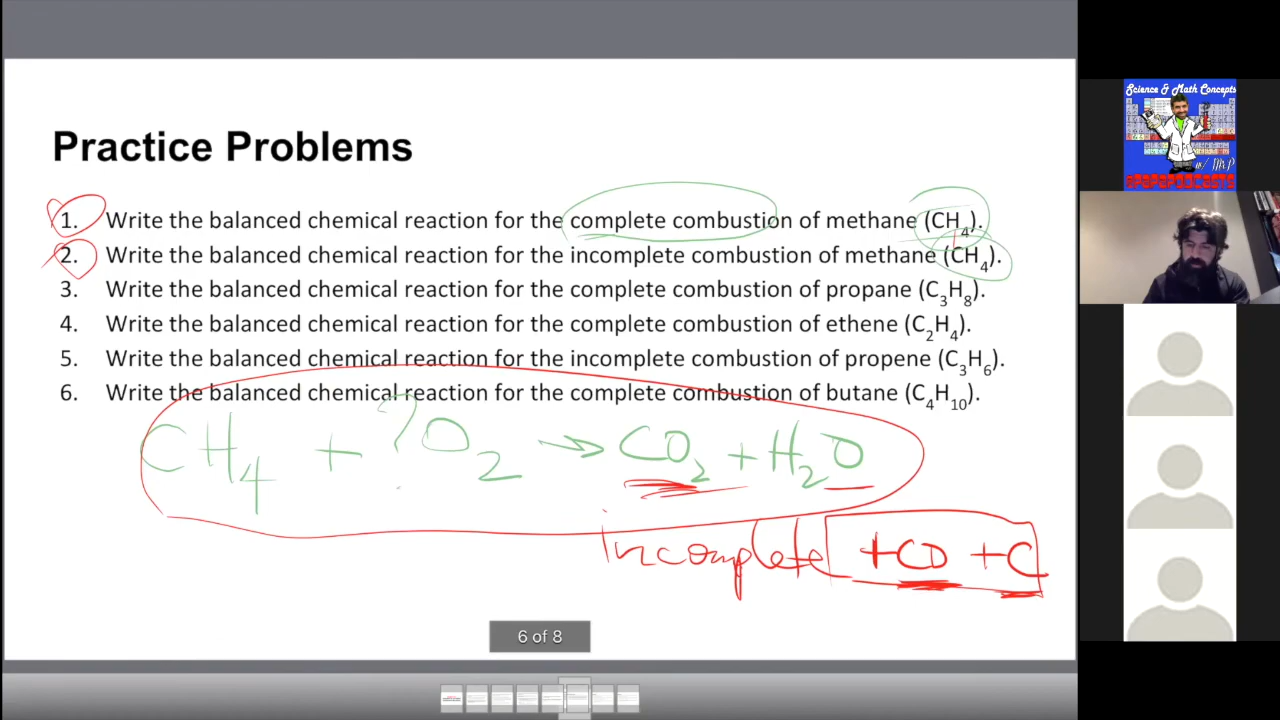 Practice Problems
1. Write the balanced chemical reaction for the complete combustion of methane (CH₄).
2. Write the balanced chemical reaction for the incomplete combustion of methane (CH₄).
3. Write the balanced chemical reaction for the complete combustion of propane (C₃H₈).
4. Write the balanced chemical reaction for the complete combustion of ethene (C₂H₄).
5. Write the balanced chemical reaction for the incomplete combustion of propene (C₃H₆).
6. Write the balanced chemical reaction for the complete combustion of butane (C₄H₁₀).
CH₄ + ?O₂ → CO₂ + H₂O
incomplete +CO +C
6 of 8
Science & Math Concepts
w/ Mr.P